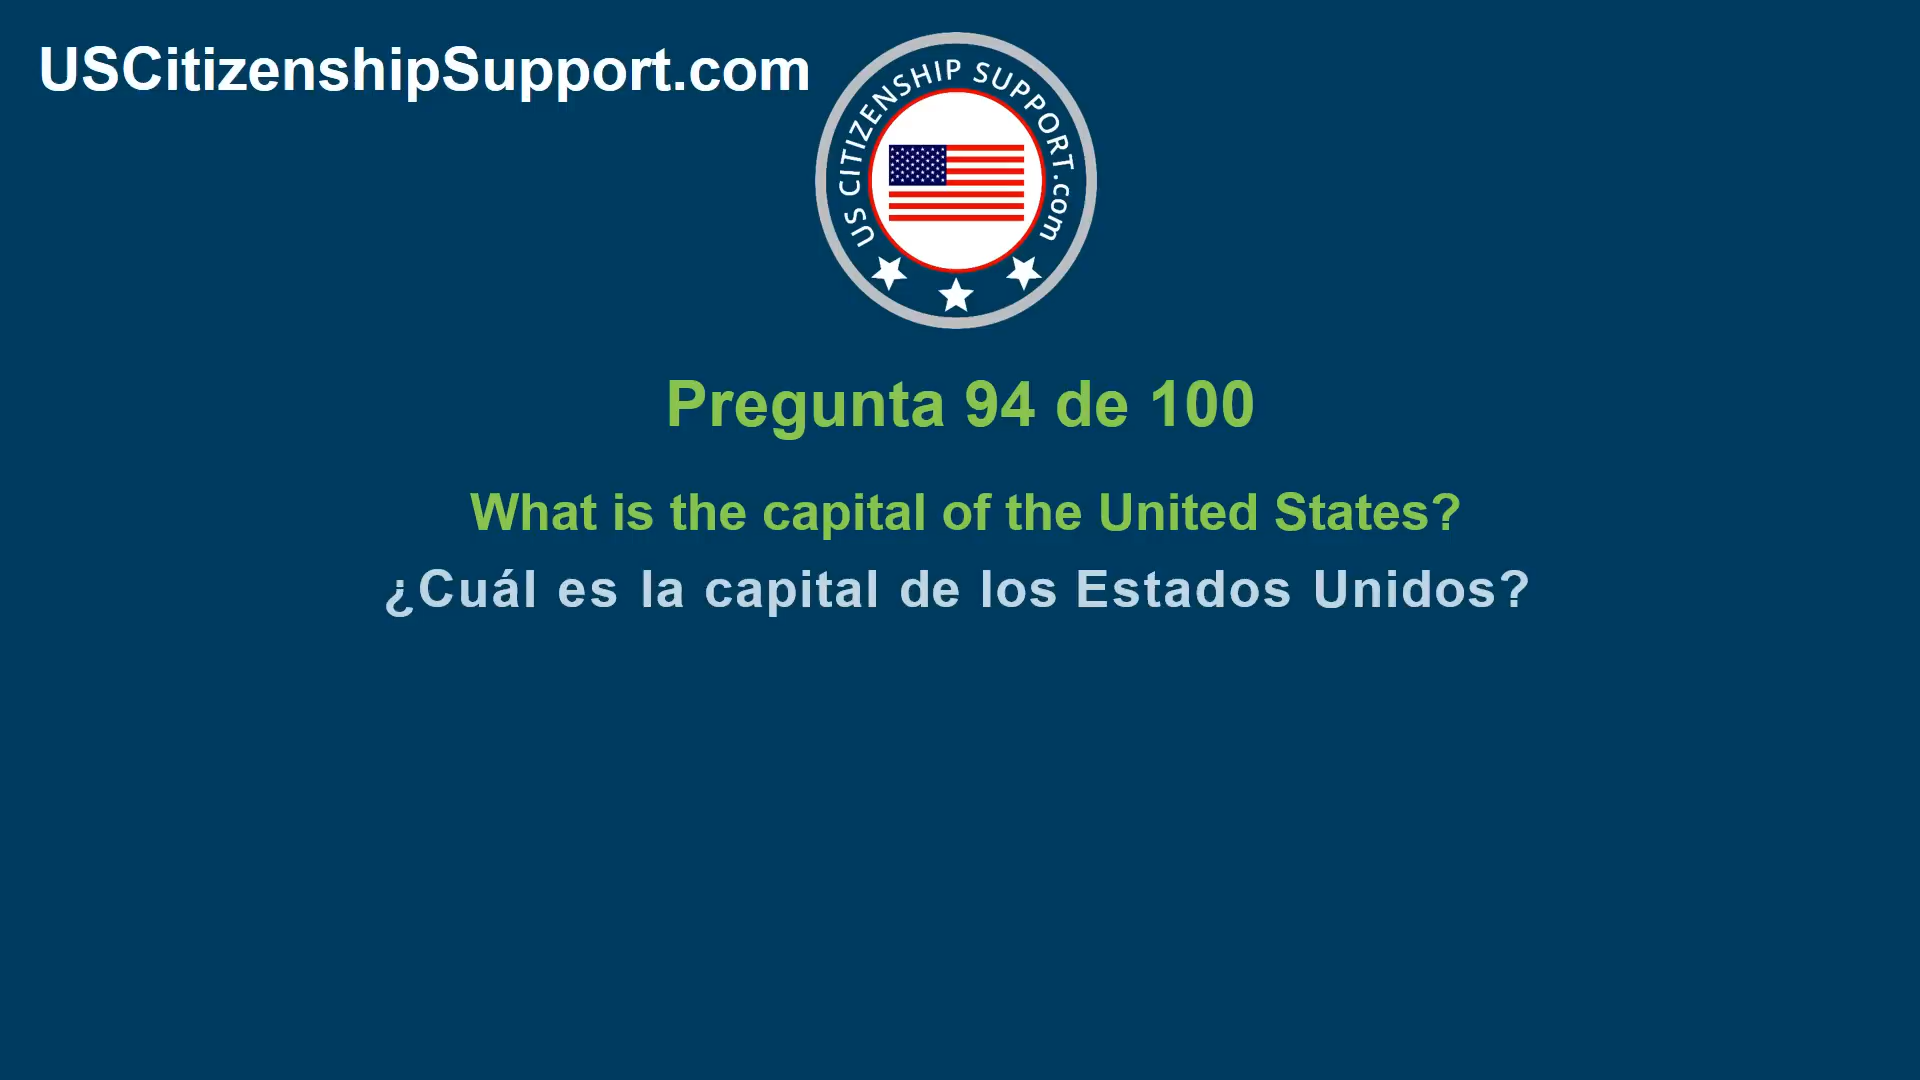 USCitizenshipSupport.com
US CITIZENSHIP SUPPORT.com
Pregunta 94 de 100
What is the capital of the United States?
¿Cuál es la capital de los Estados Unidos?